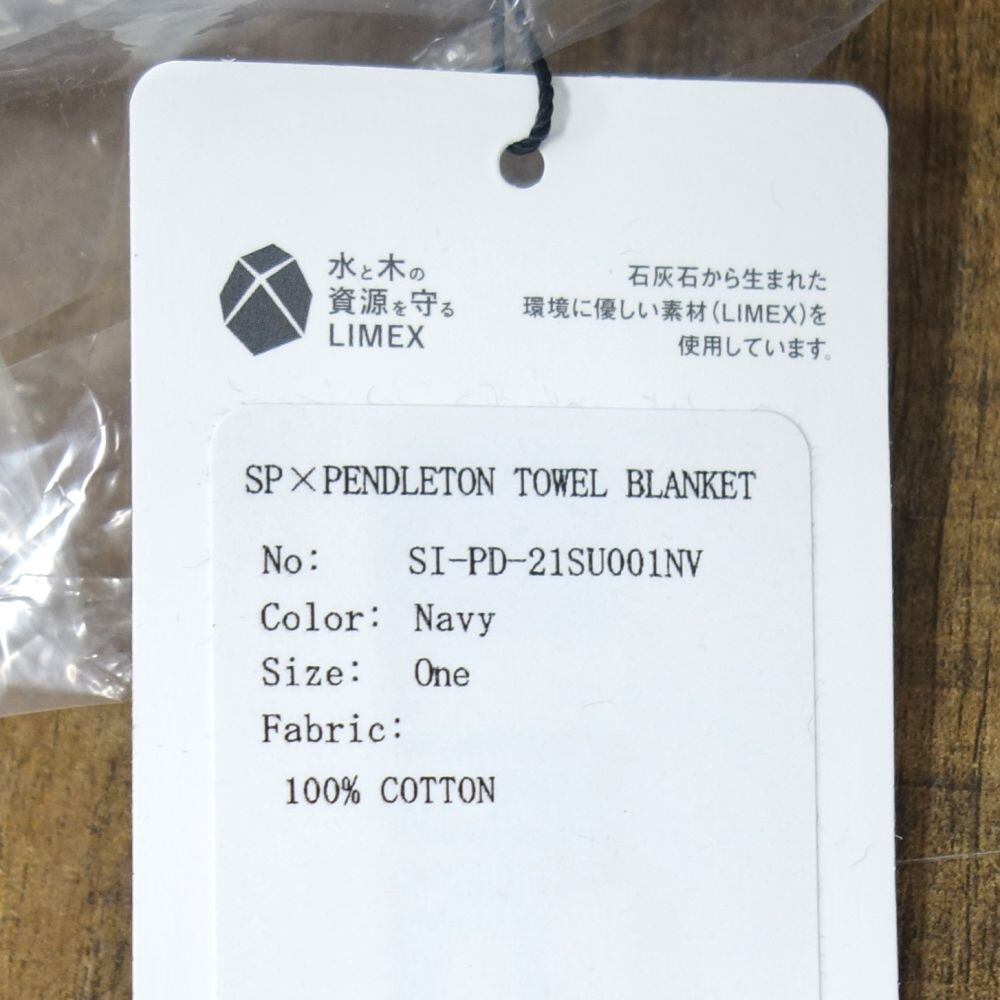 水と木の
資源を守る
LIMEX
石灰石から生まれた
環境に優しい素材(LIMEX)を
使用しています。
SP×PENDLETON TOWEL BLANKET
No: SI-PD-21SU001NV
Color: Navy
Size: One
Fabric:
100% COTTON